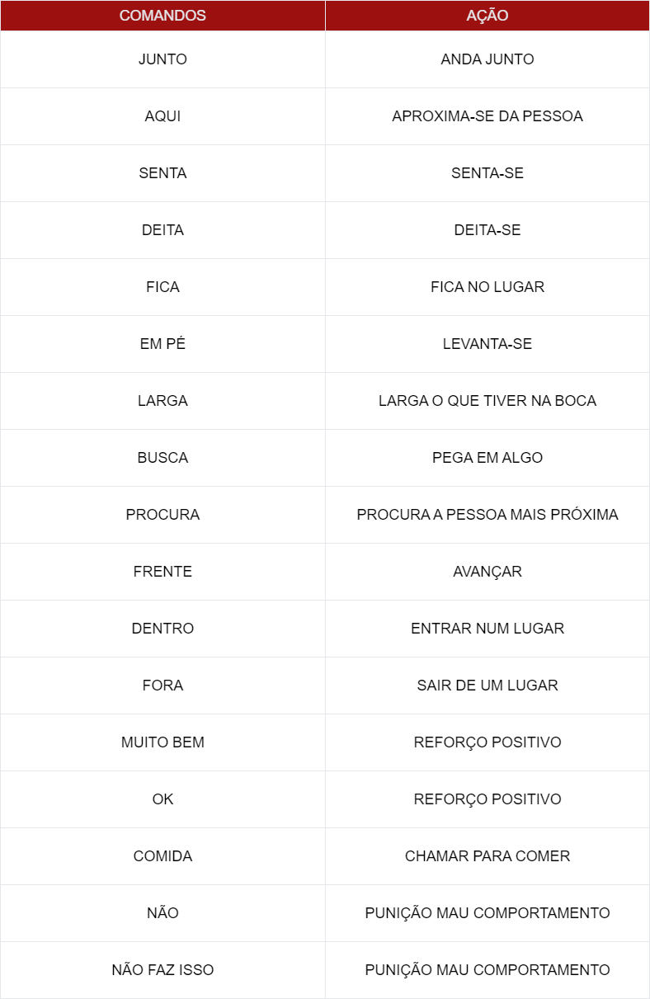 COMANDOS AÇÃO
JUNTO ANDA JUNTO
AQUI APROXIMA-SE DA PESSOA
SENTA SENTA-SE
DEITA DEITA-SE
FICA FICA NO LUGAR
EM PÉ LEVANTA-SE
LARGA LARGA O QUE TIVER NA BOCA
BUSCA PEGA EM ALGO
PROCURA PROCURA A PESSOA MAIS PRÓXIMA
FRENTE AVANÇAR
DENTRO ENTRAR NUM LUGAR
FORA SAIR DE UM LUGAR
MUITO BEM REFORÇO POSITIVO
OK REFORÇO POSITIVO
COMIDA CHAMAR PARA COMER
NÃO PUNIÇÃO MAU COMPORTAMENTO
NÃO FAZ ISSO PUNIÇÃO MAU COMPORTAMENTO